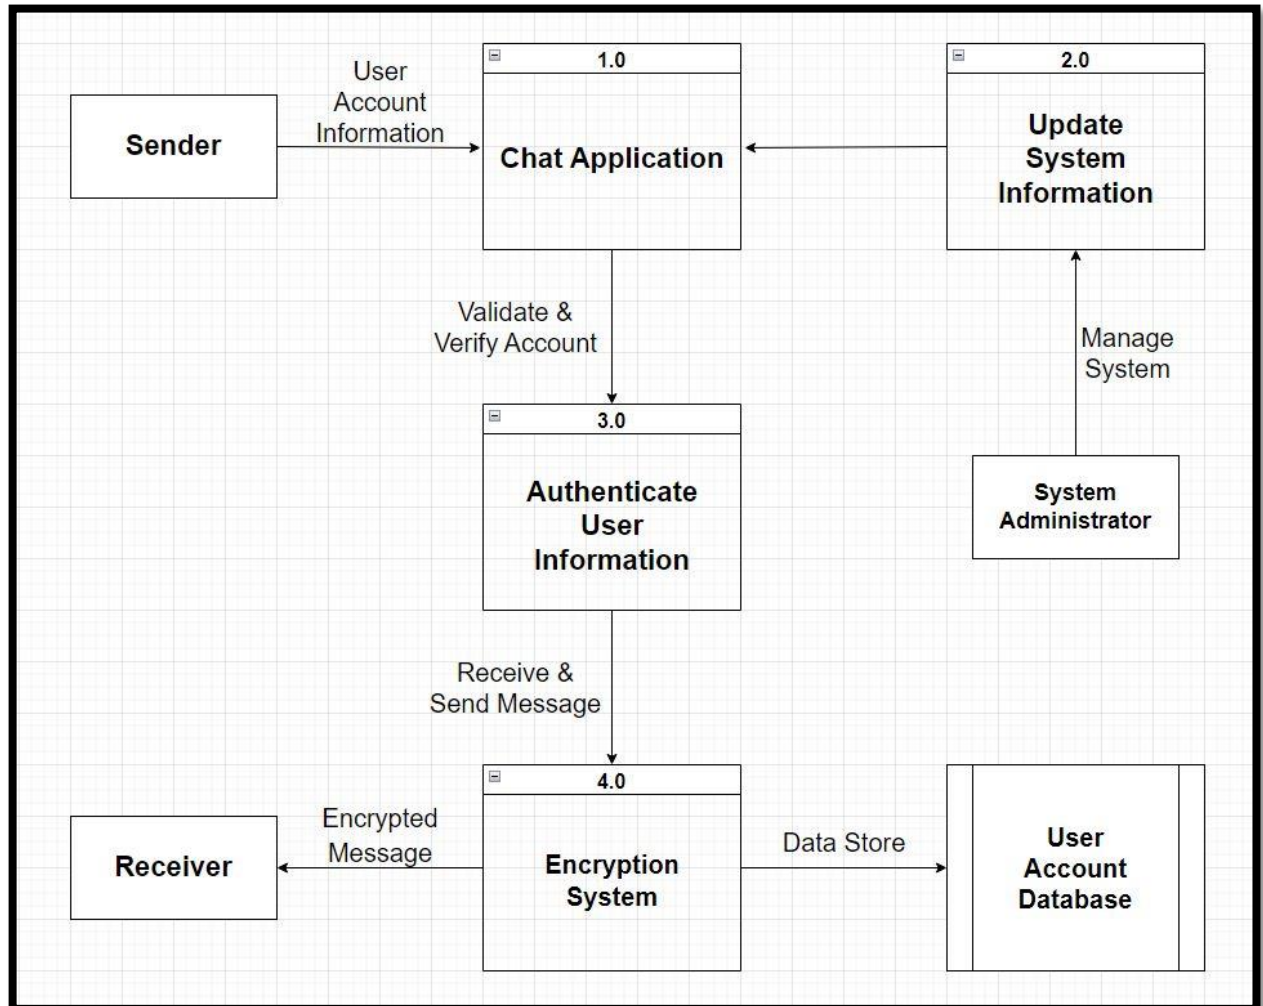 1.0
2.0
User
Account
Information
Sender
Chat Application
Update
System
Information
Validate &
Verify Account
Manage
System
3.0
Authenticate
User
Information
System
Administrator
Receive &
Send Message
4.0
Encrypted
Message
Receiver
Encryption
System
Data Store
User
Account
Database